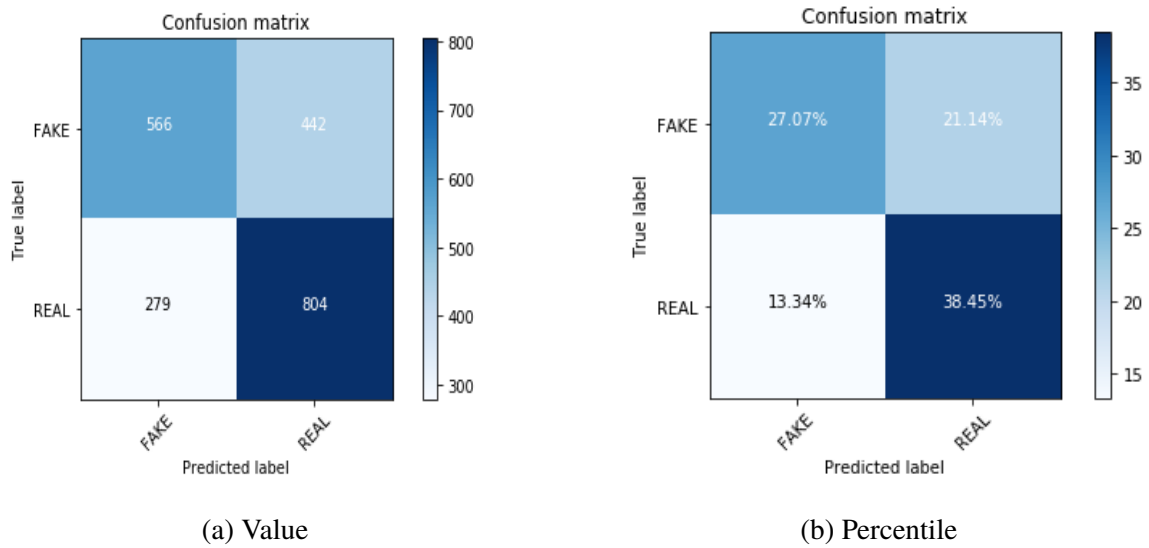 Confusion matrix
800
700
600
500
400
300
FAKE
566
442
REAL
279
804
True label
FAKE
REAL
Predicted label
(a) Value
Confusion matrix
35
30
25
20
15
FAKE
27.07%
21.14%
REAL
13.34%
38.45%
True label
FAKE
REAL
Predicted label
(b) Percentile